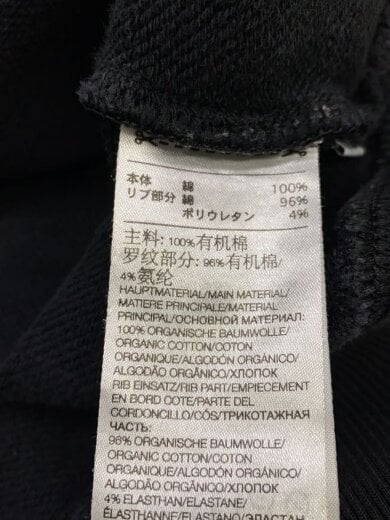 本体 綿 100%
リブ部分 綿 96%
ポリウレタン 4%
主料: 100%有机棉
罗纹部分: 96%有机棉/
4%氨纶
HAUPTMATERIAL/MAIN MATERIAL/
MATIERE PRINCIPALE/MATERIAL
PRINCIPAL/ОСНОВНОЙ МАТЕРИАЛ:
100% ORGANISCHE BAUMWOLLE/
ORGANIC COTTON/COTON
ORGANIQUE/ALGODÓN ORGÁNICO/
ALGODÃO ORGÂNICO/ХЛОПОК
RIB EINSATZ/RIB PART/EMPIECEMENT
EN BORD COTE/PARTE DEL
CORDONCILLO/CÓS/ТРИКОТАЖНАЯ
ЧАСТЬ:
96% ORGANISCHE BAUMWOLLE/
ORGANIC COTTON/COTON
ORGANIQUE/ALGODÓN ORGÁNICO/
ALGODÃO ORGÂNICO/ХЛОПОК
4% ELASTHAN/ELASTANE/
ÉLASTHANNE/ELASTANO/ЭЛАСТАН